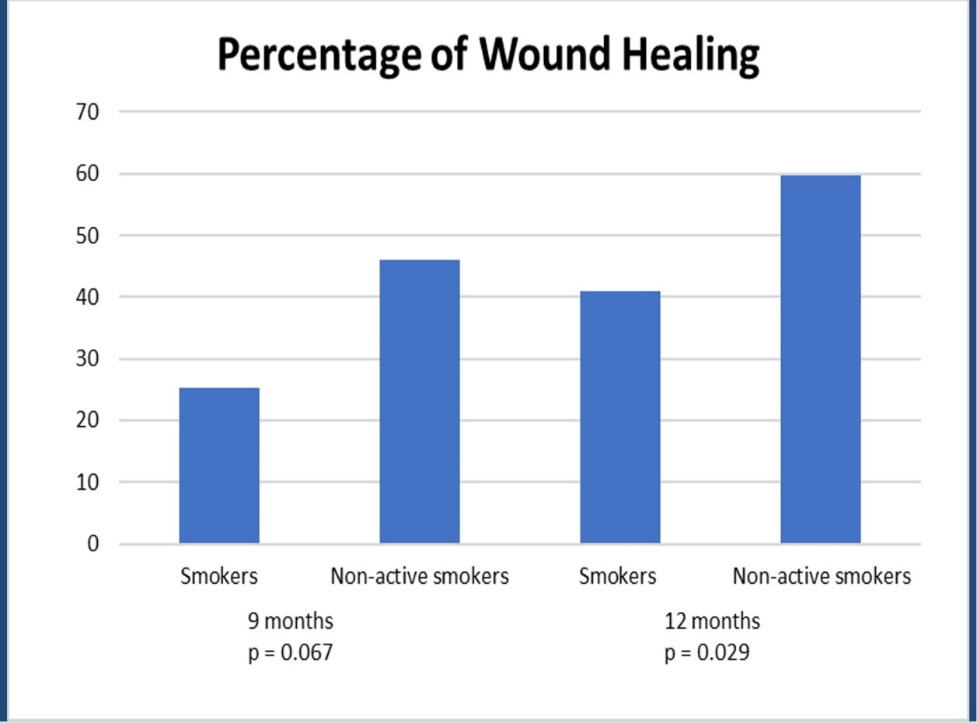 Percentage of Wound Healing
70
60
50
40
30
20
10
0
Smokers Non-active smokers Smokers Non-active smokers
9 months 12 months
p = 0.067 p = 0.029